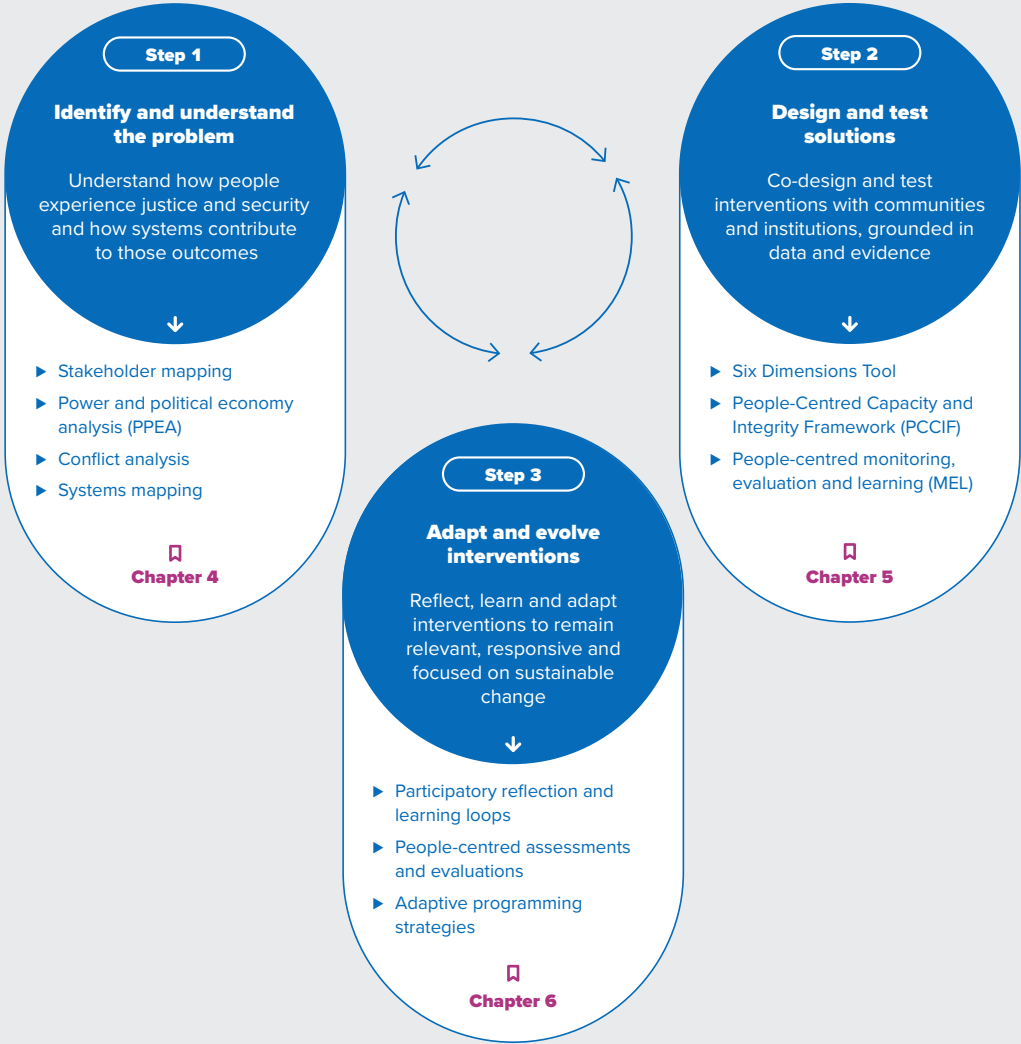 Step 1
Identify and understand
the problem
Understand how people
experience justice and security
and how systems contribute
to those outcomes
Stakeholder mapping
Power and political economy
analysis (PPEA)
Conflict analysis
Systems mapping
Chapter 4
Step 2
Design and test
solutions
Co-design and test
interventions with communities
and institutions, grounded in
data and evidence
Six Dimensions Tool
People-Centred Capacity and
Integrity Framework (PCCIF)
People-centred monitoring,
evaluation and learning (MEL)
Chapter 5
Step 3
Adapt and evolve
interventions
Reflect, learn and adapt
interventions to remain
relevant, responsive and
focused on sustainable
change
Participatory reflection and
learning loops
People-centred assessments
and evaluations
Adaptive programming
strategies
Chapter 6